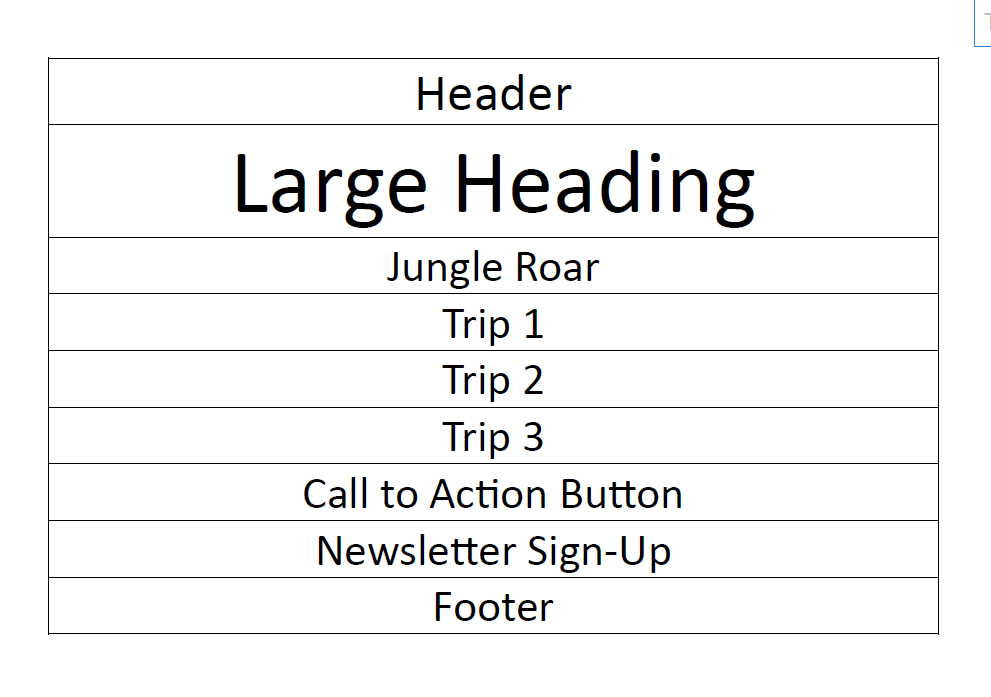 Header
Large Heading
Jungle Roar
Trip 1
Trip 2
Trip 3
Call to Action Button
Newsletter Sign-Up
Footer